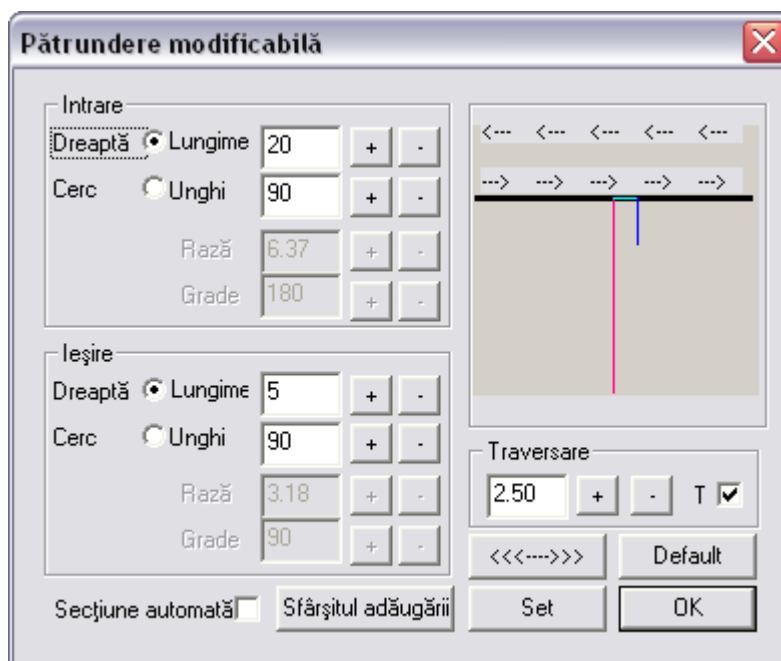 Pătrundere modificabilă
Intrare
Dreaptă Lungime 20 + -
Cerc Unghi 90 + -
Rază 6.37 + -
Grade 180 + -
<--- <--- <--- <--- <---
---> ---> ---> ---> --->
Ieşire
Dreaptă Lungime 5 + -
Cerc Unghi 90 + -
Rază 3.18 + -
Grade 90 + -
Traversare
2.50 + - T
<<<---->>> Default
Secţiune automată Sfârşitul adăugării Set OK